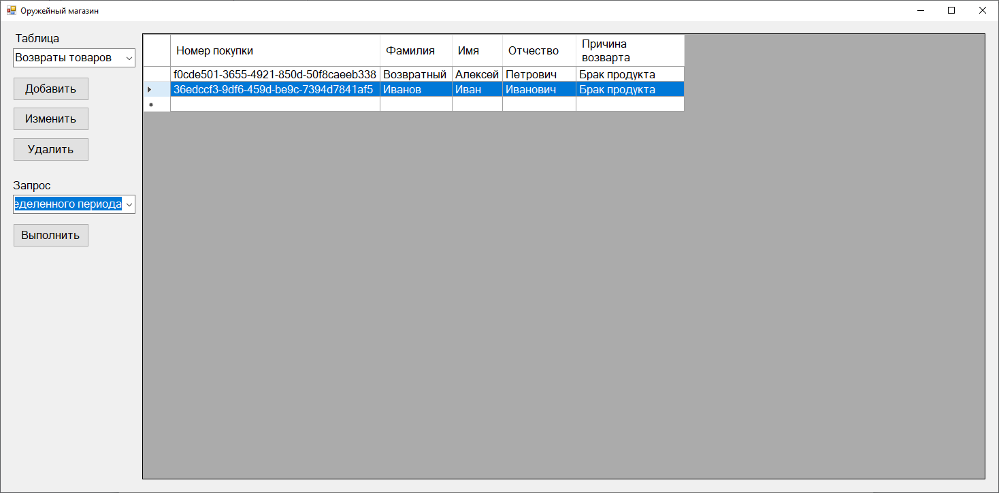 Оружейный магазин
Таблица
Возвраты товаров
Добавить
Изменить
Удалить
Запрос
еделенного периода
Выполнить
Номер покупки Фамилия Имя Отчество Причина
возварта
f0cde501-3655-4921-850d-50f8caeeb338 Возвратный Алексей Петрович Брак продукта
36edccf3-9df6-459d-be9c-7394d7841af5 Иванов Иван Иванович Брак продукта